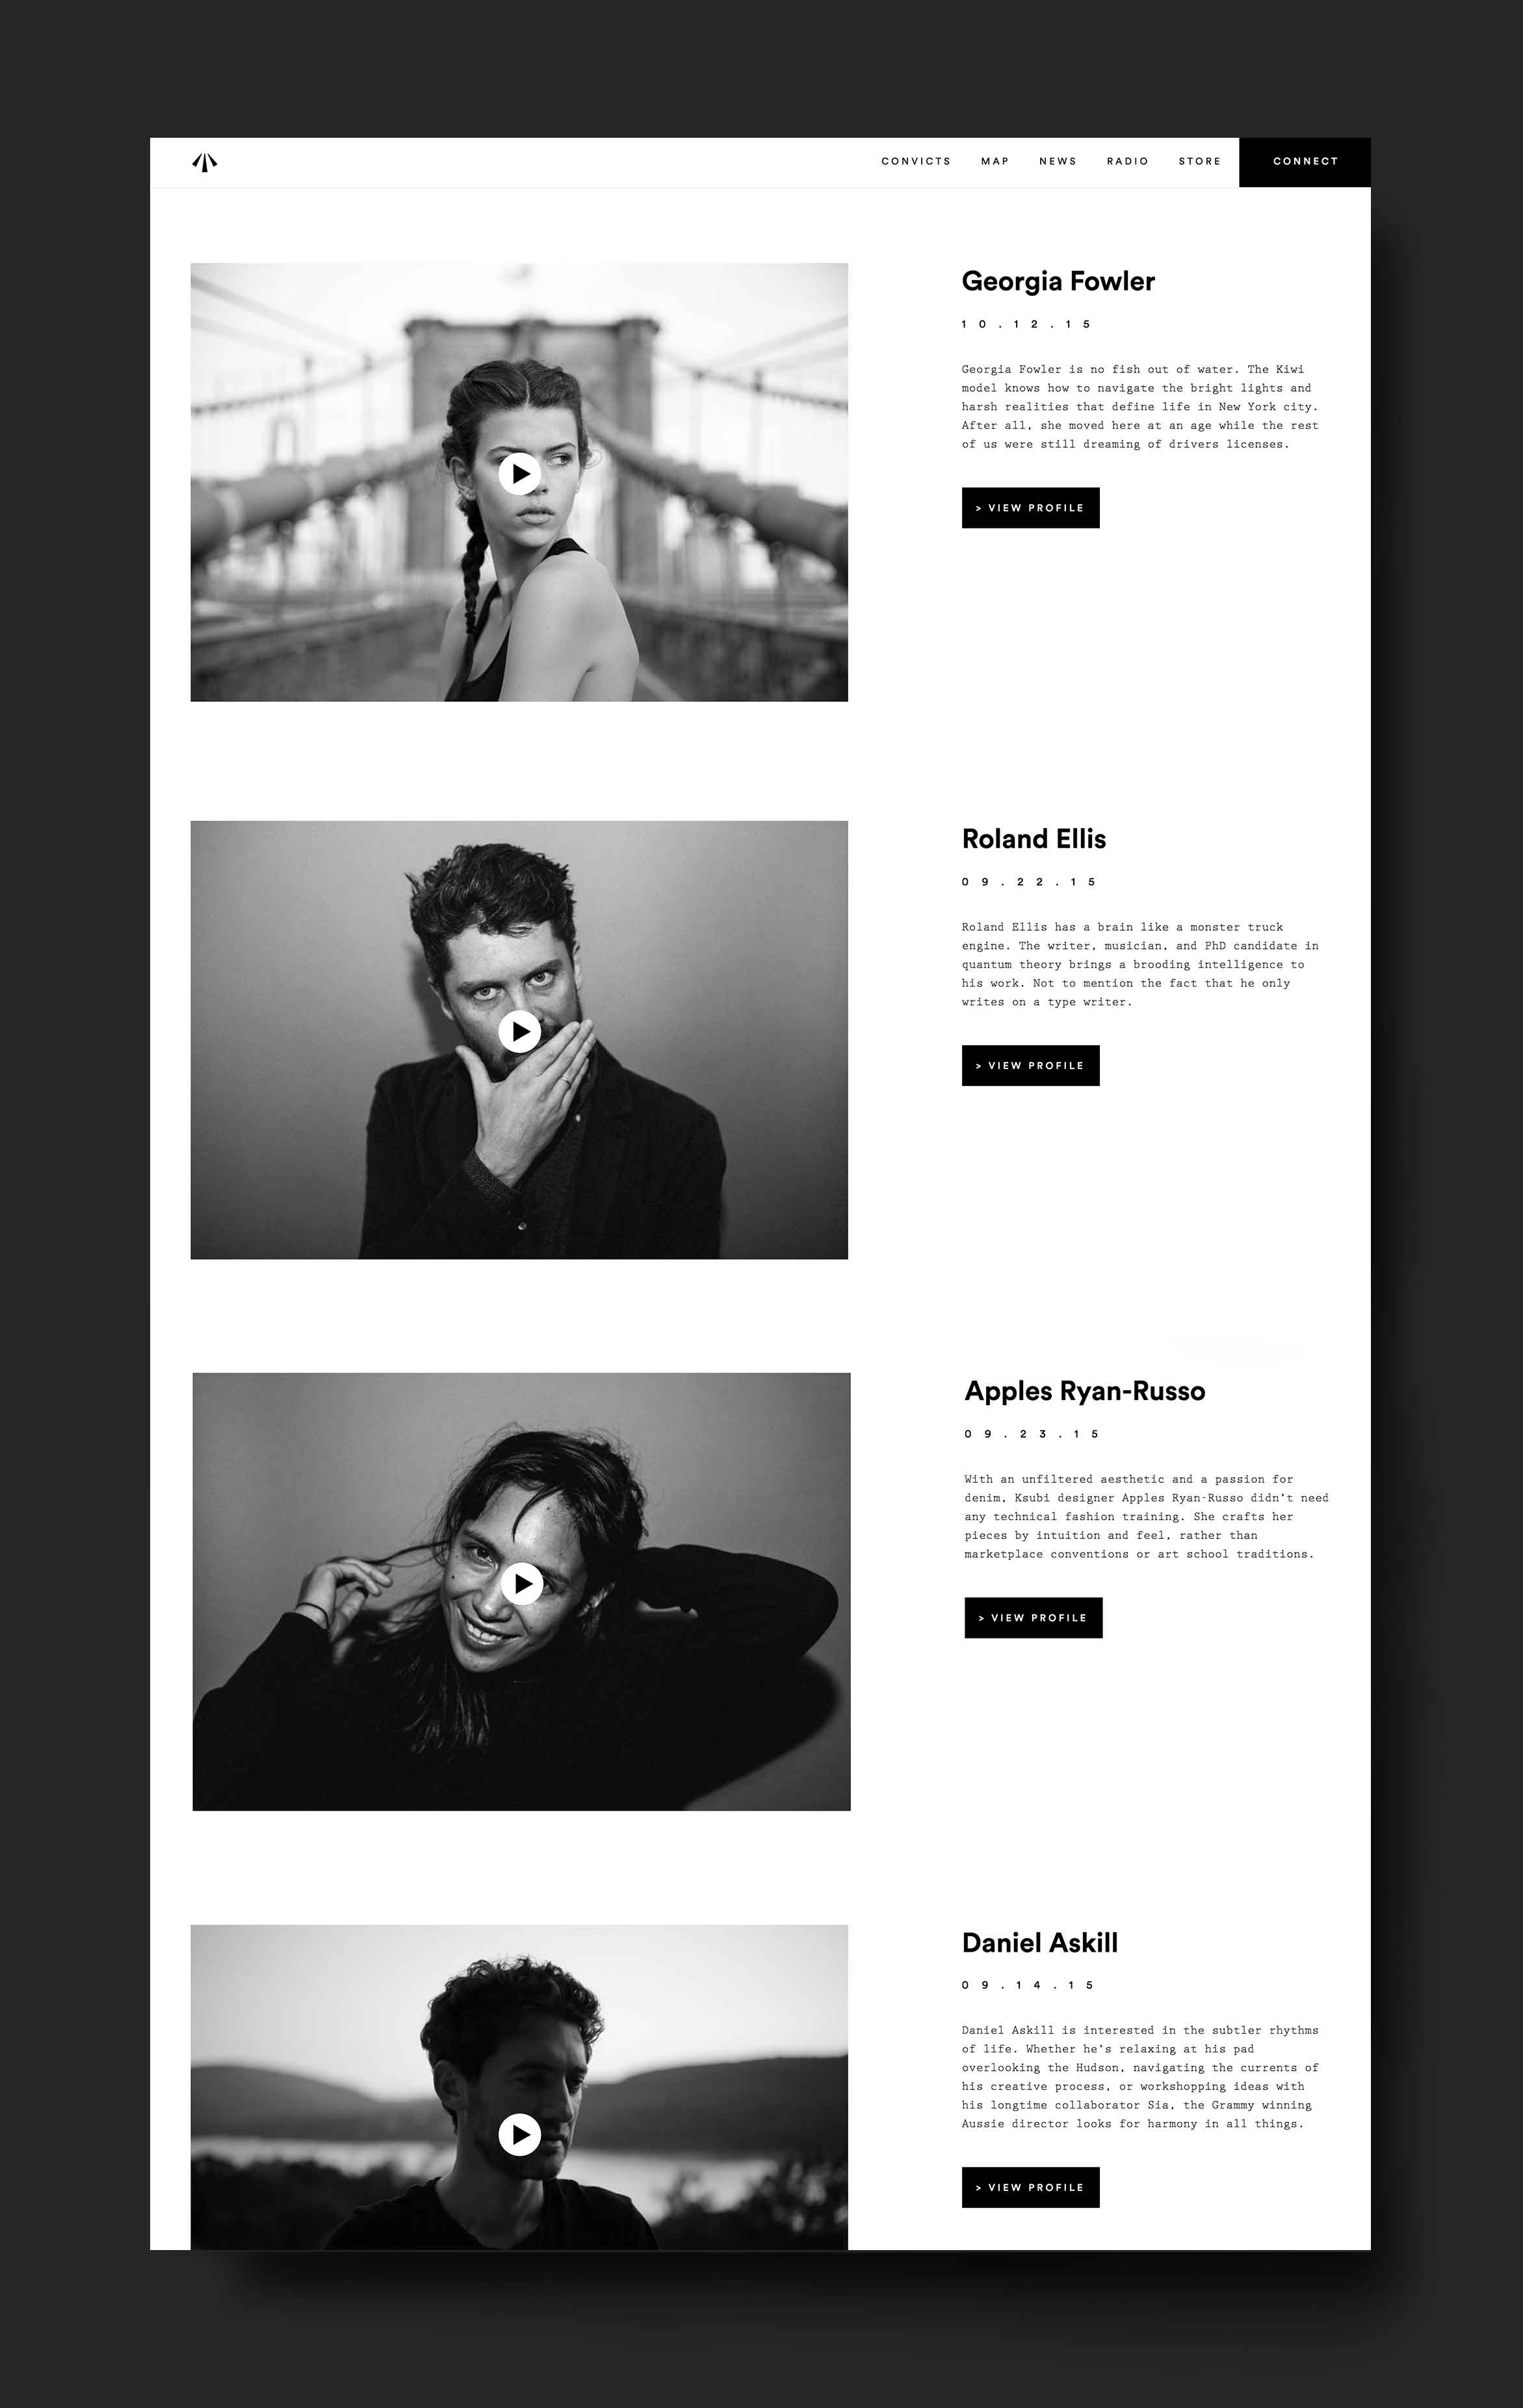 CONVICTS MAP NEWS RADIO STORE CONNECT
Georgia Fowler
10.12.15
Georgia Fowler is no fish out of water. The Kiwi
model knows how to navigate the bright lights and
harsh realities that define life in New York city.
After all, she moved here at an age while the rest
of us were still dreaming of drivers licenses.
> VIEW PROFILE
Roland Ellis
09.22.15
Roland Ellis has a brain like a monster truck
engine. The writer, musician, and PhD candidate in
quantum theory brings a brooding intelligence to
his work. Not to mention the fact that he only
writes on a type writer.
> VIEW PROFILE
Apples Ryan-Russo
09.23.15
With an unfiltered aesthetic and a passion for
denim, Ksubi designer Apples Ryan-Russo didn't need
any technical fashion training. She crafts her
pieces by intuition and feel, rather than
marketplace conventions or art school traditions.
> VIEW PROFILE
Daniel Askill
09.14.15
Daniel Askill is interested in the subtler rhythms
of life. Whether he's relaxing at his pad
overlooking the Hudson, navigating the currents of
his creative process, or workshopping ideas with
his longtime collaborator Sia, the Grammy winning
Aussie director looks for harmony in all things.
> VIEW PROFILE